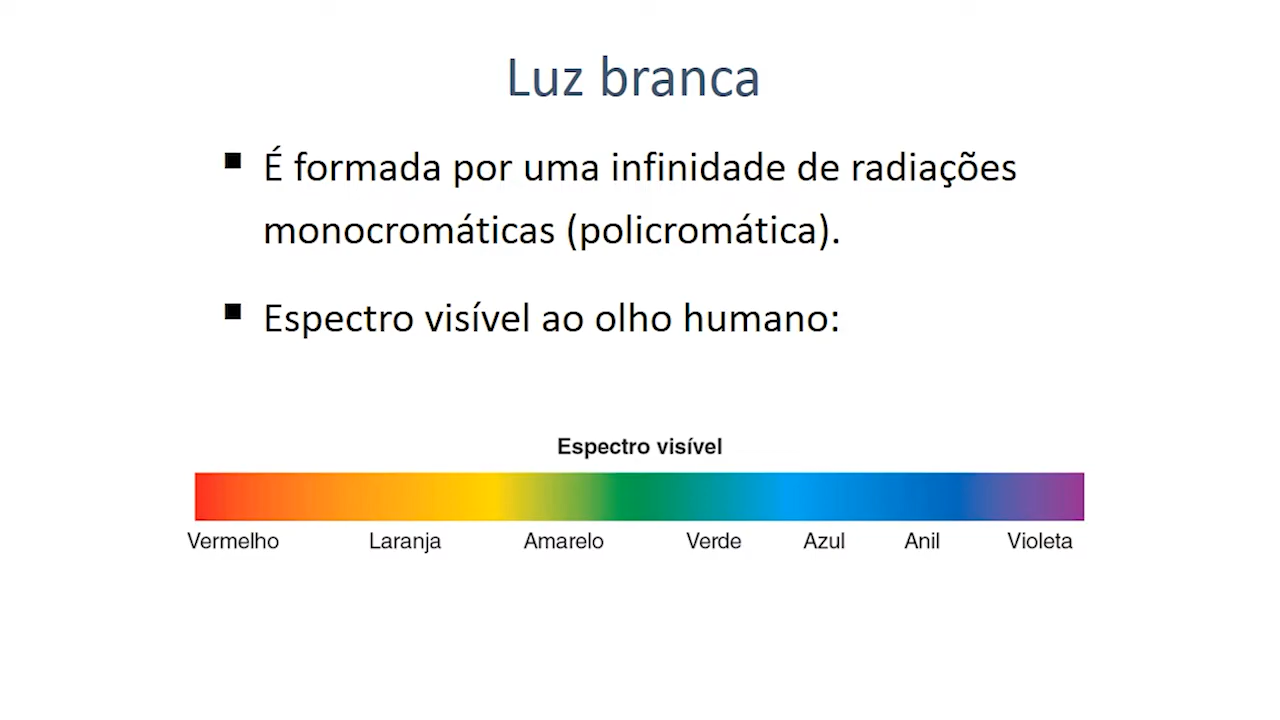 Luz branca
▪ É formada por uma infinidade de radiações
monocromáticas (policromática).
▪ Espectro visível ao olho humano:
Espectro visível
Vermelho Laranja Amarelo Verde Azul Anil Violeta